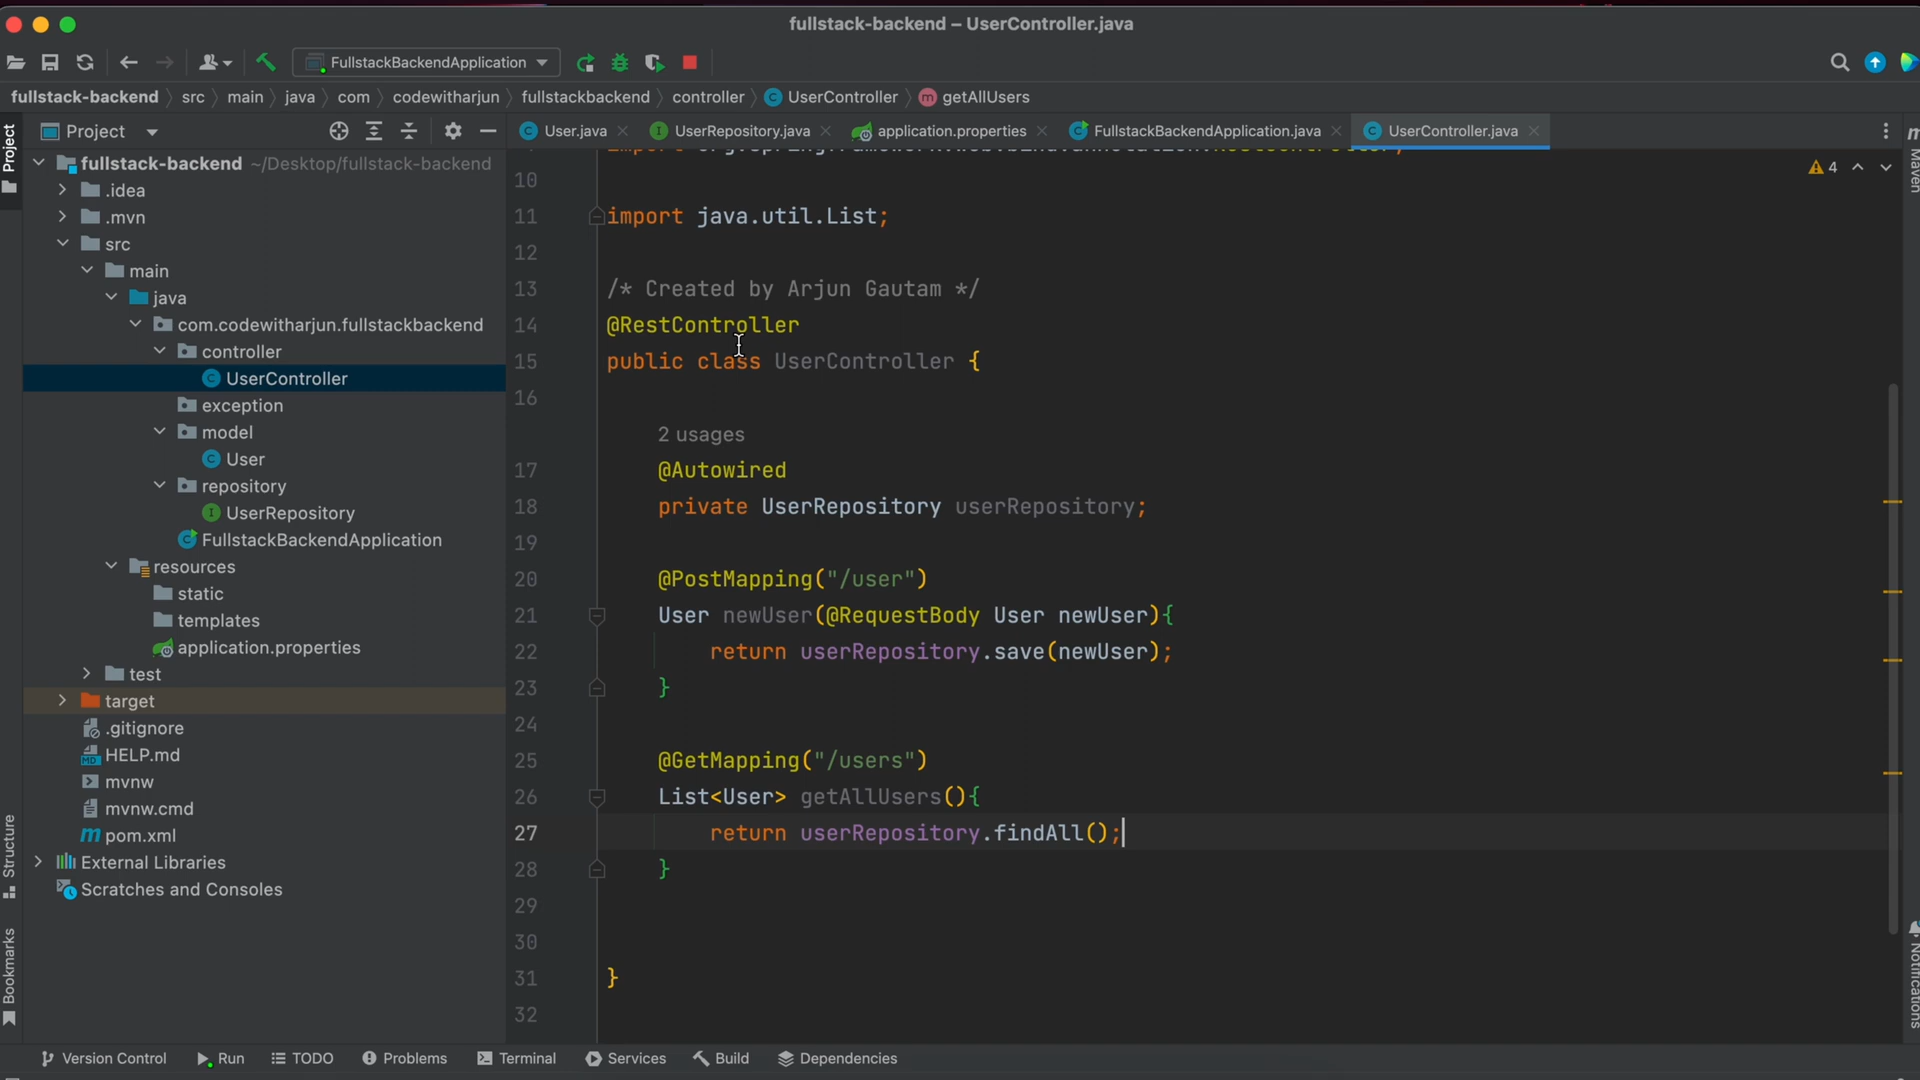 fullstack-backend – UserController.java
FullstackBackendApplication
fullstack-backend src main java com codewitharjun fullstackbackend controller UserController getAllUsers
Project
Project
fullstack-backend ~/Desktop/fullstack-backend
.idea
.mvn
src
main
java
com.codewitharjun.fullstackbackend
controller
UserController
exception
model
User
repository
UserRepository
FullstackBackendApplication
resources
static
templates
application.properties
test
target
.gitignore
HELP.md
mvnw
mvnw.cmd
pom.xml
External Libraries
Scratches and Consoles
Structure
Bookmarks
User.java UserRepository.java application.properties FullstackBackendApplication.java UserController.java
4
10
11 import java.util.List;
12
13 /* Created by Arjun Gautam */
14 @RestController
15 public class UserController {
16
2 usages
17 @Autowired
18 private UserRepository userRepository;
19
20 @PostMapping("/user")
21 User newUser(@RequestBody User newUser){
22 return userRepository.save(newUser);
23 }
24
25 @GetMapping("/users")
26 List<User> getAllUsers(){
27 return userRepository.findAll();
28 }
29
30
31 }
32
Maven
Notifications
Version Control Run TODO Problems Terminal Services Build Dependencies